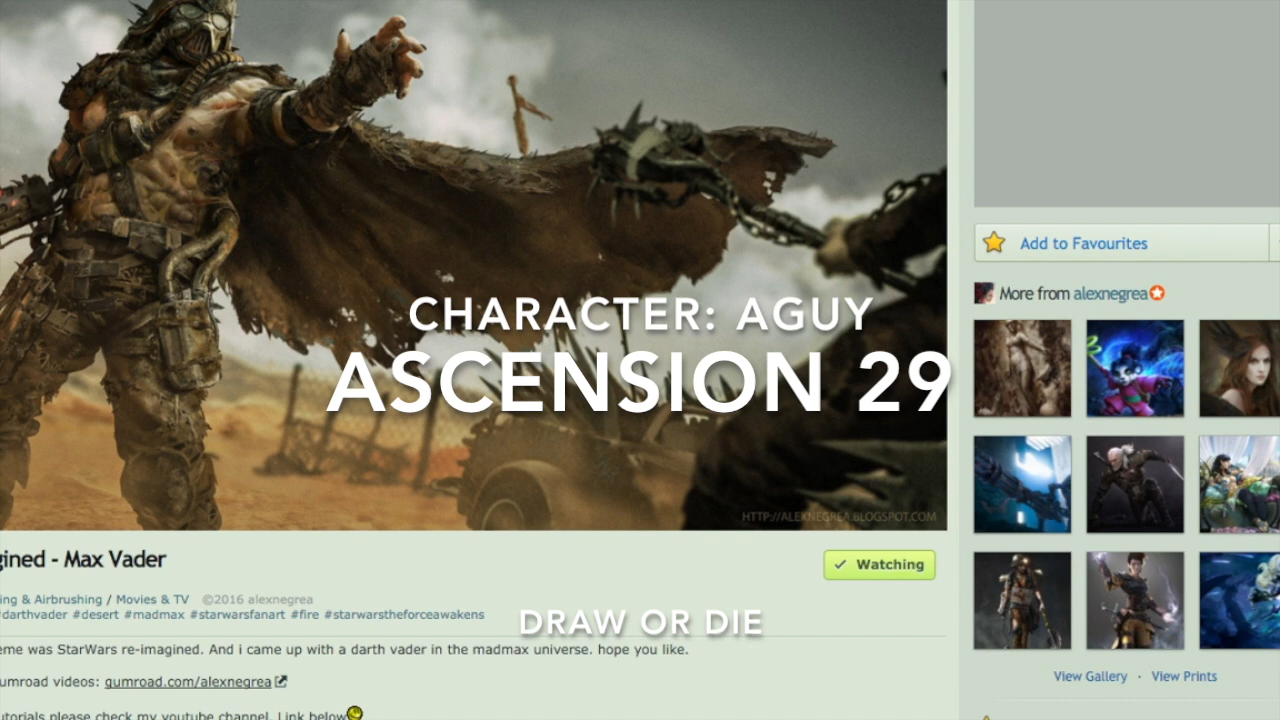 CHARACTER: AGUY
ASCENSION 29
HTTP://ALEXNEGREA.BLOGSPOT.COM
Add to Favourites
More from alexnegrea
gined - Max Vader
Watching
ing & Airbrushing / Movies & TV ©2016 alexnegrea
#darthvader #desert #madmax #starwarsfanart #fire #starwarstheforceawakens
DRAW OR DIE
eme was StarWars re-imagined. And i came up with a darth vader in the madmax universe. hope you like.
umroad videos: gumroad.com/alexnegrea
View Gallery · View Prints
utorials please check my youtube channel. Link below